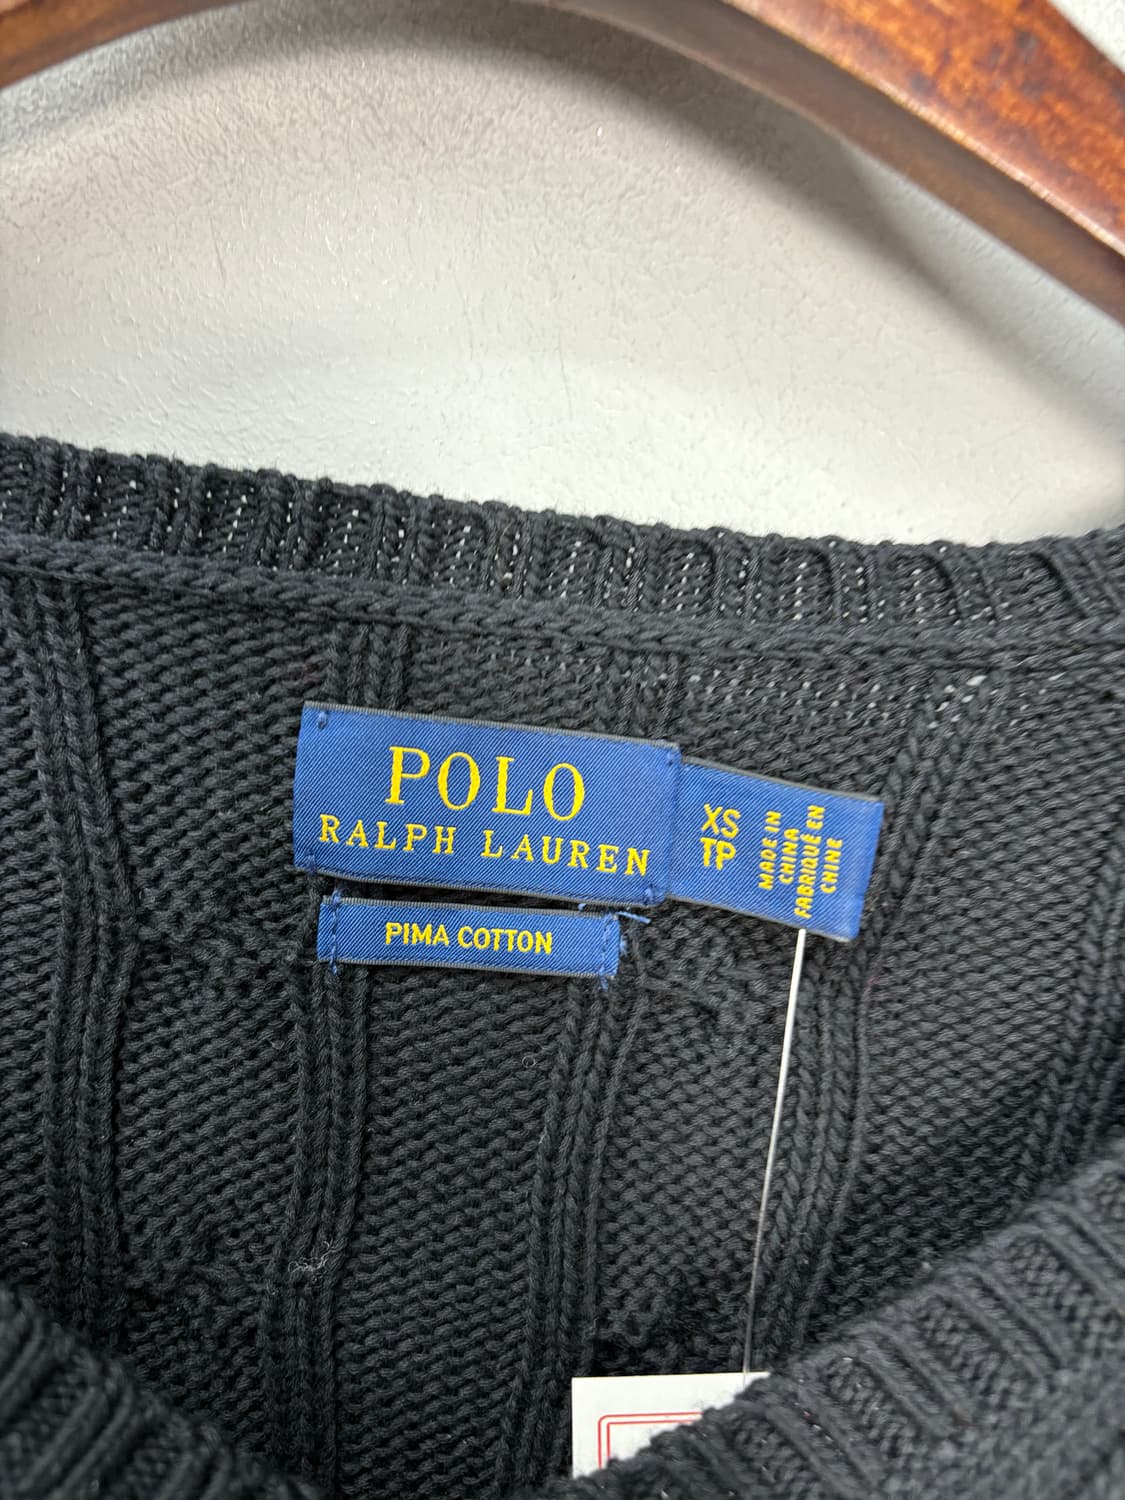 POLO
RALPH LAUREN
XS
TP
MADE IN
CHINA
FABRIQUÉ EN
CHINE
PIMA COTTON